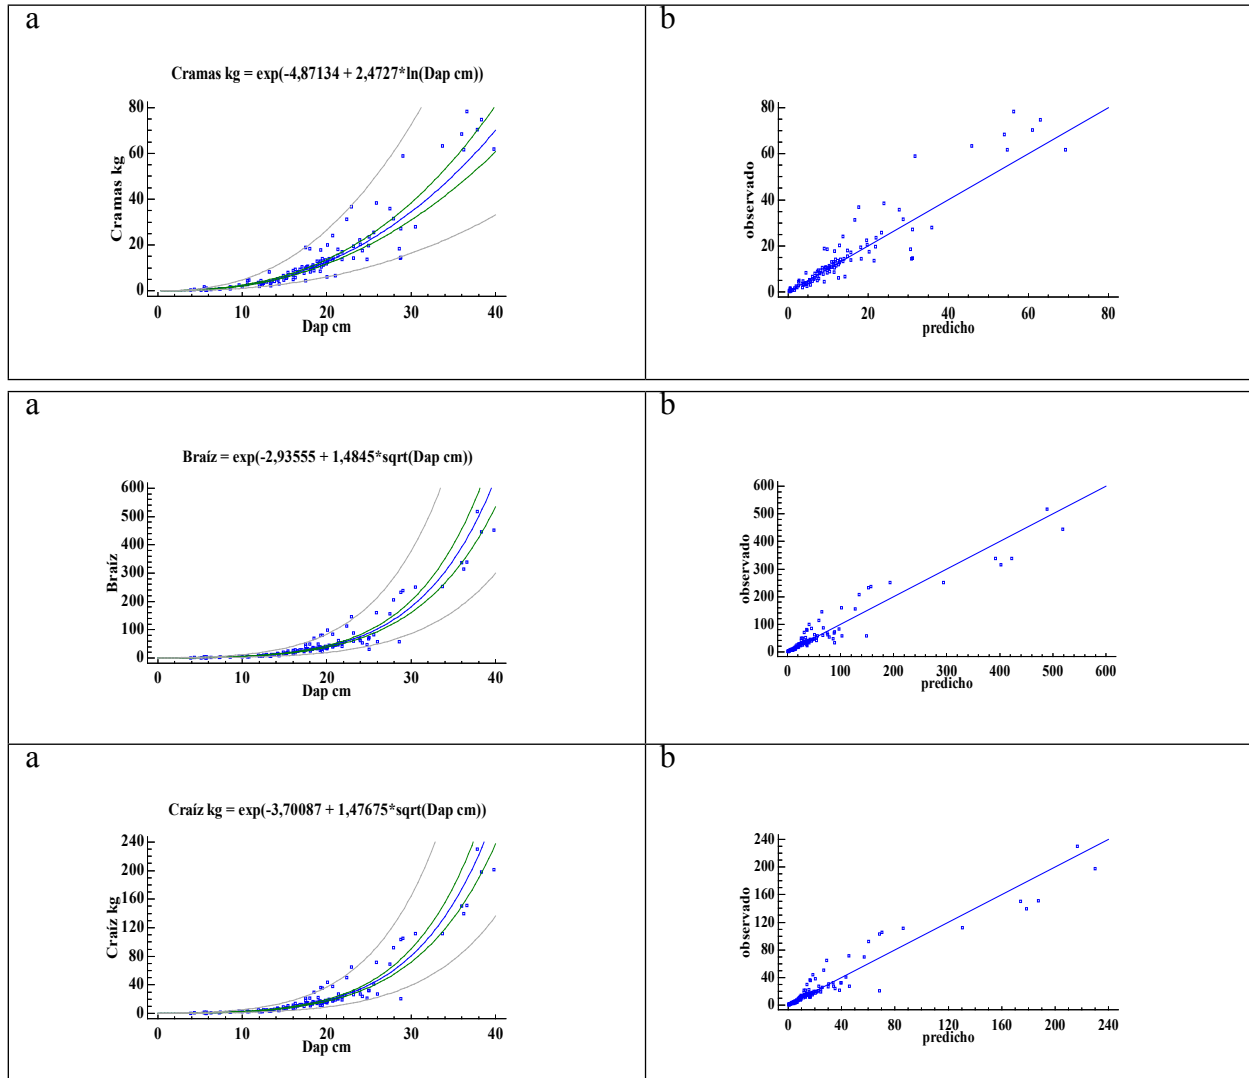 a
b
Cramas kg = exp(-4,87134 + 2,4727*ln(Dap cm))
Cramas kg
80
60
40
20
0
0 10 20 30 40
Dap cm
observado
80
60
40
20
0
0 20 40 60 80
predicho
a
b
Braíz = exp(-2,93555 + 1,4845*sqrt(Dap cm))
Braíz
600
500
400
300
200
100
0
0 10 20 30 40
Dap cm
observado
600
500
400
300
200
100
0
0 100 200 300 400 500 600
predicho
a
b
Craíz kg = exp(-3,70087 + 1,47675*sqrt(Dap cm))
Craíz kg
240
200
160
120
80
40
0
0 10 20 30 40
Dap cm
observado
240
200
160
120
80
40
0
0 40 80 120 160 200 240
predicho